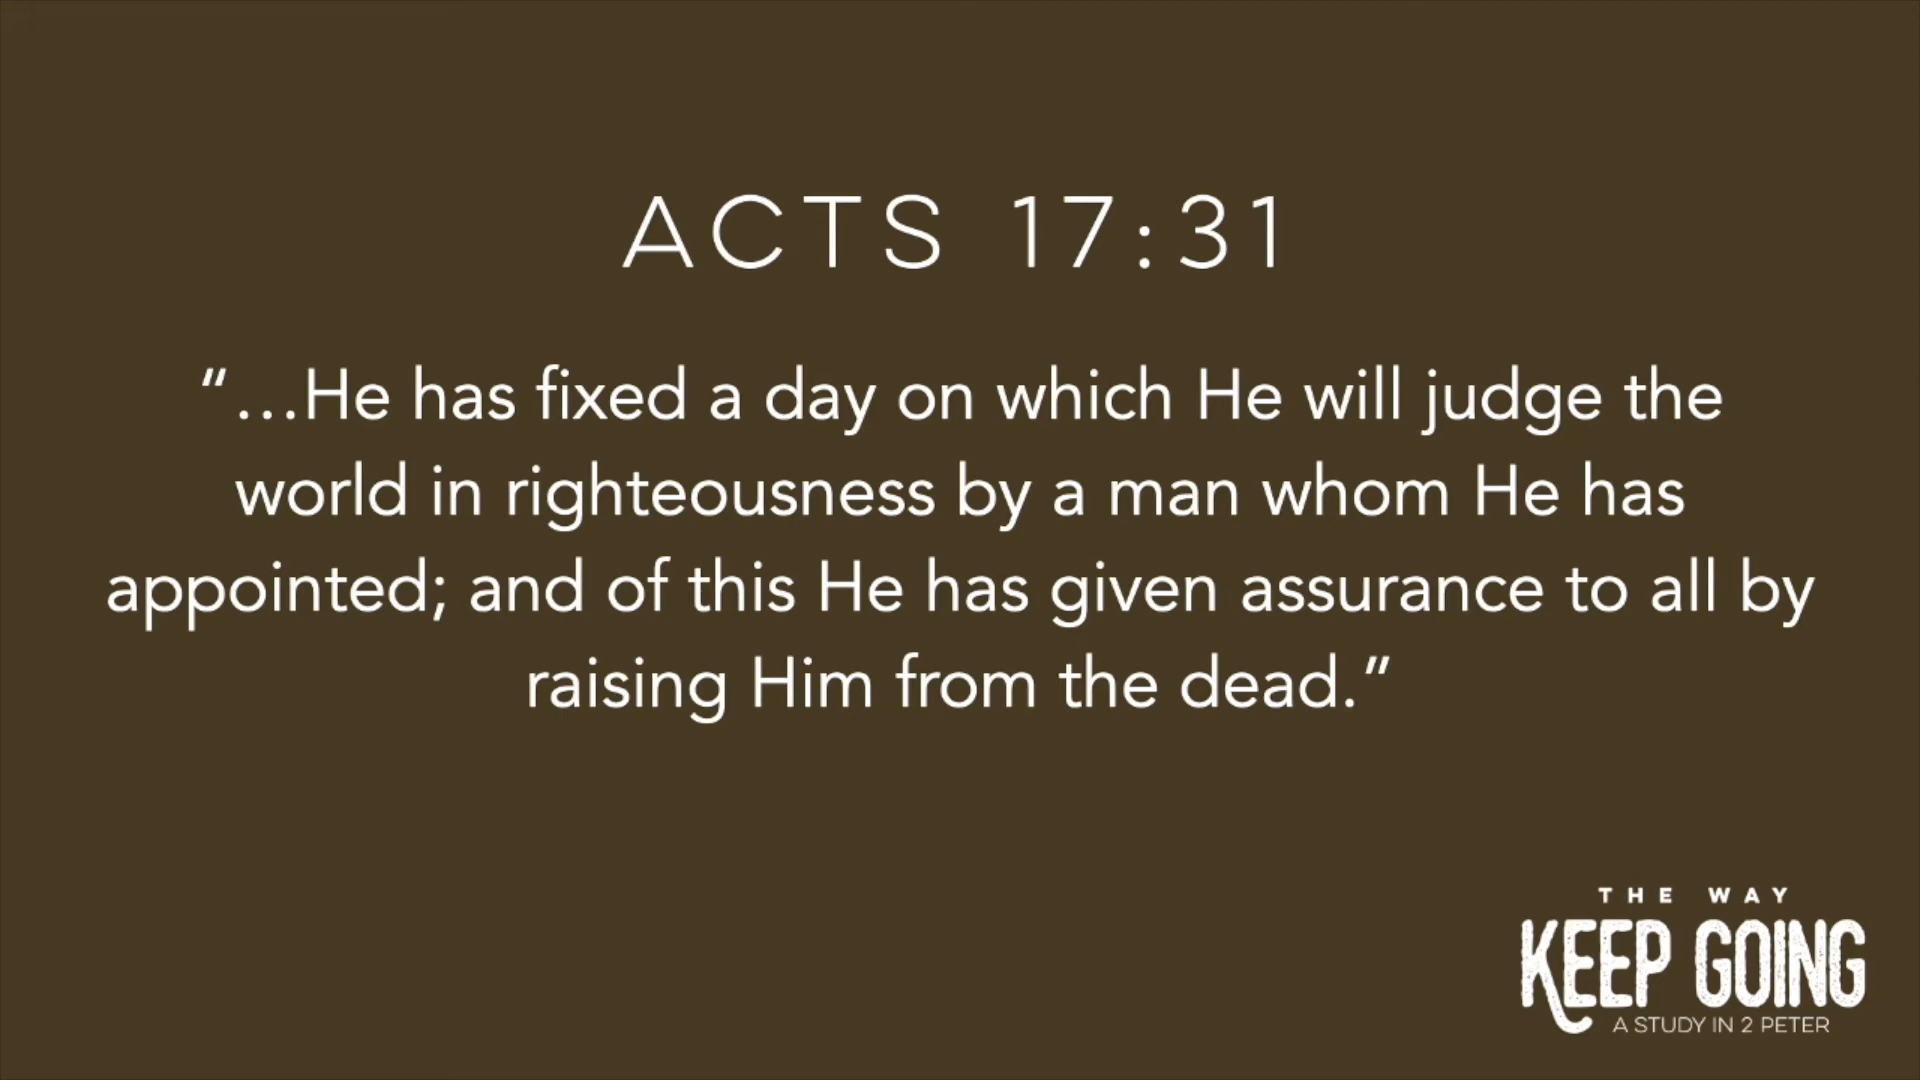 ACTS 17:31
“…He has fixed a day on which He will judge the
world in righteousness by a man whom He has
appointed; and of this He has given assurance to all by
raising Him from the dead.”
THE WAY
KEEP GOING
A STUDY IN 2 PETER